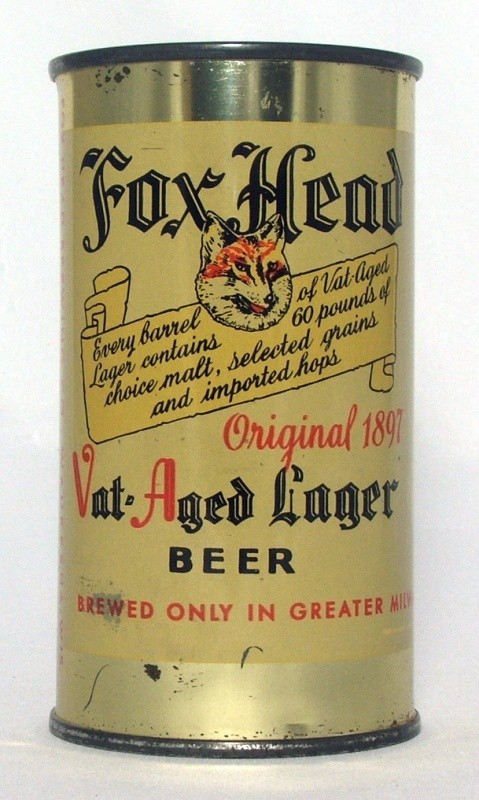 Fox Head
Every barrel of Vat-Aged
Lager contains 60 pounds of
choice malt, selected grains
and imported hops
Original 1897
Vat-Aged Lager
BEER
BREWED ONLY IN GREATER